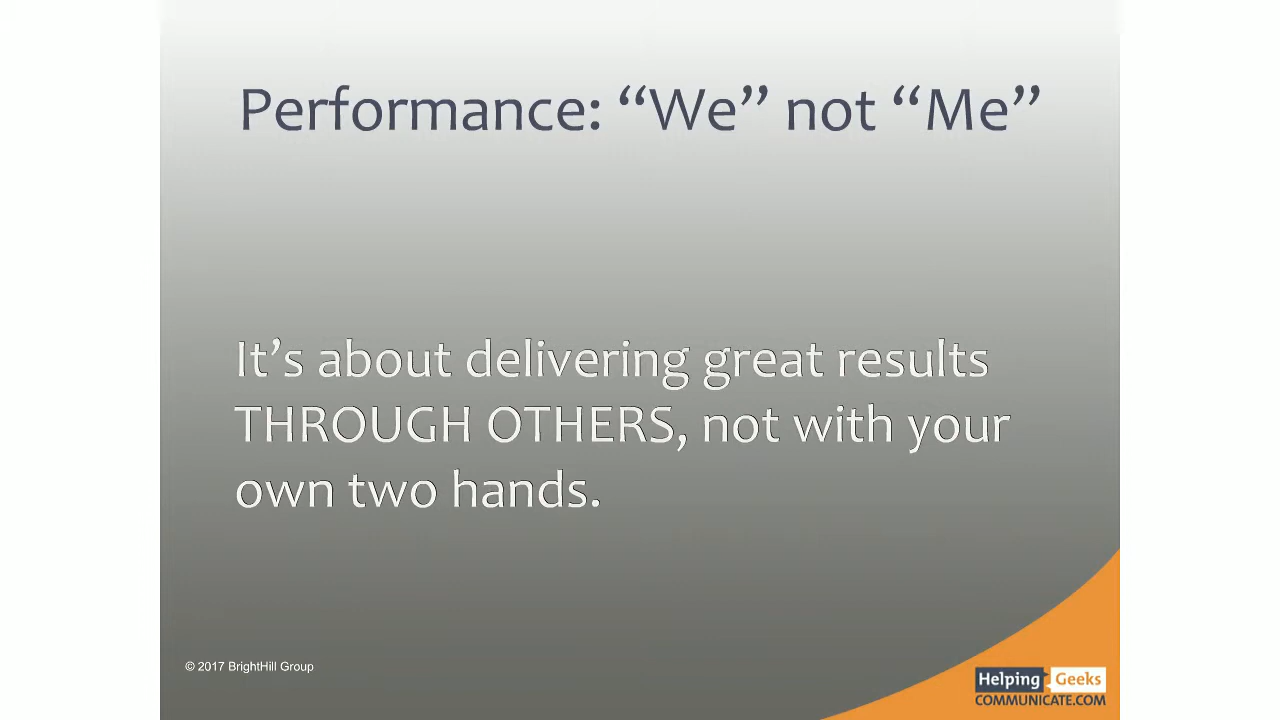 Performance: “We” not “Me”
It’s about delivering great results
THROUGH OTHERS, not with your
own two hands.
© 2017 BrightHill Group
Helping Geeks
COMMUNICATE.COM